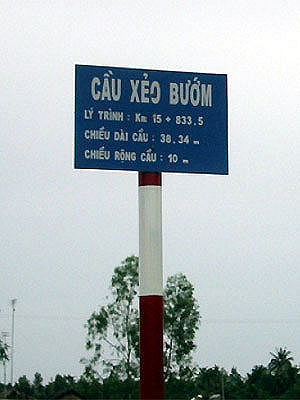 CẦU XẺO BƯỚM
LÝ TRÌNH : Km 15 + 833.5
CHIỀU DÀI CẦU : 38.34 m
CHIỀU RỘNG CẦU : 10 m